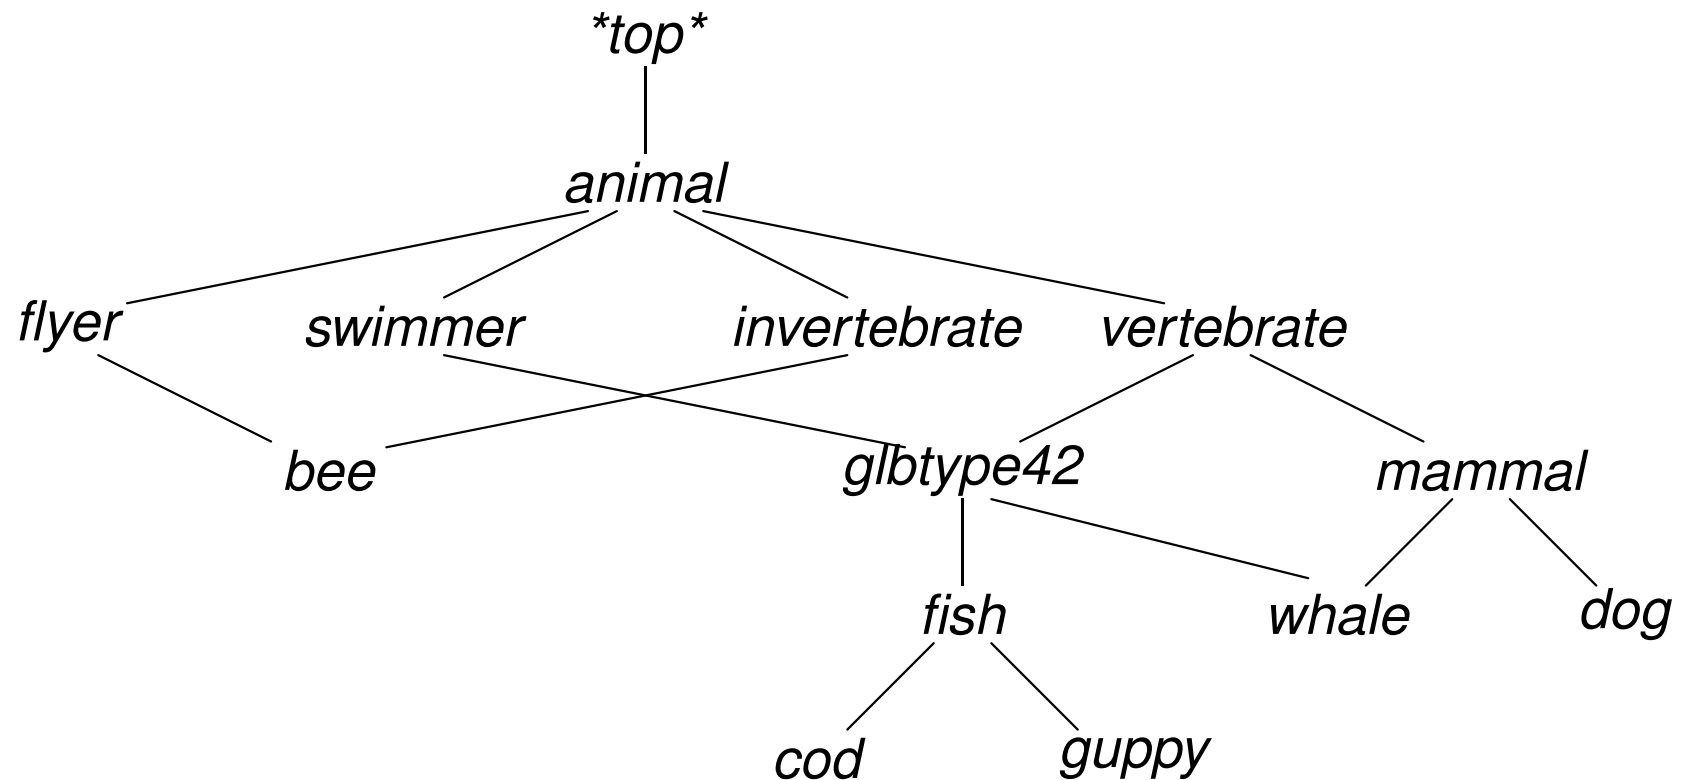 *top*
animal
flyer swimmer invertebrate vertebrate
bee glbtype42 mammal
fish whale dog
cod guppy